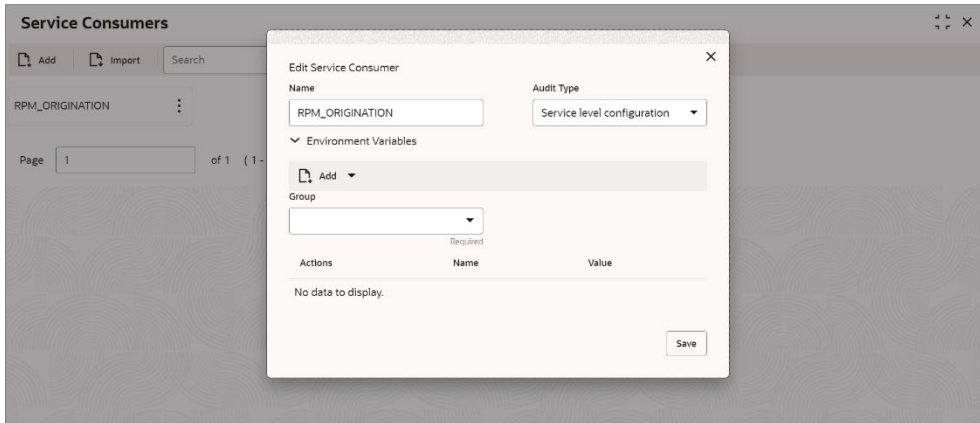 Service Consumers
Add Import Search
RPM_ORIGINATION
Page 1 of 1 (1 -
Edit Service Consumer
Name Audit Type
RPM_ORIGINATION Service level configuration
Environment Variables
Add
Group
Required
Actions Name Value
No data to display.
Save